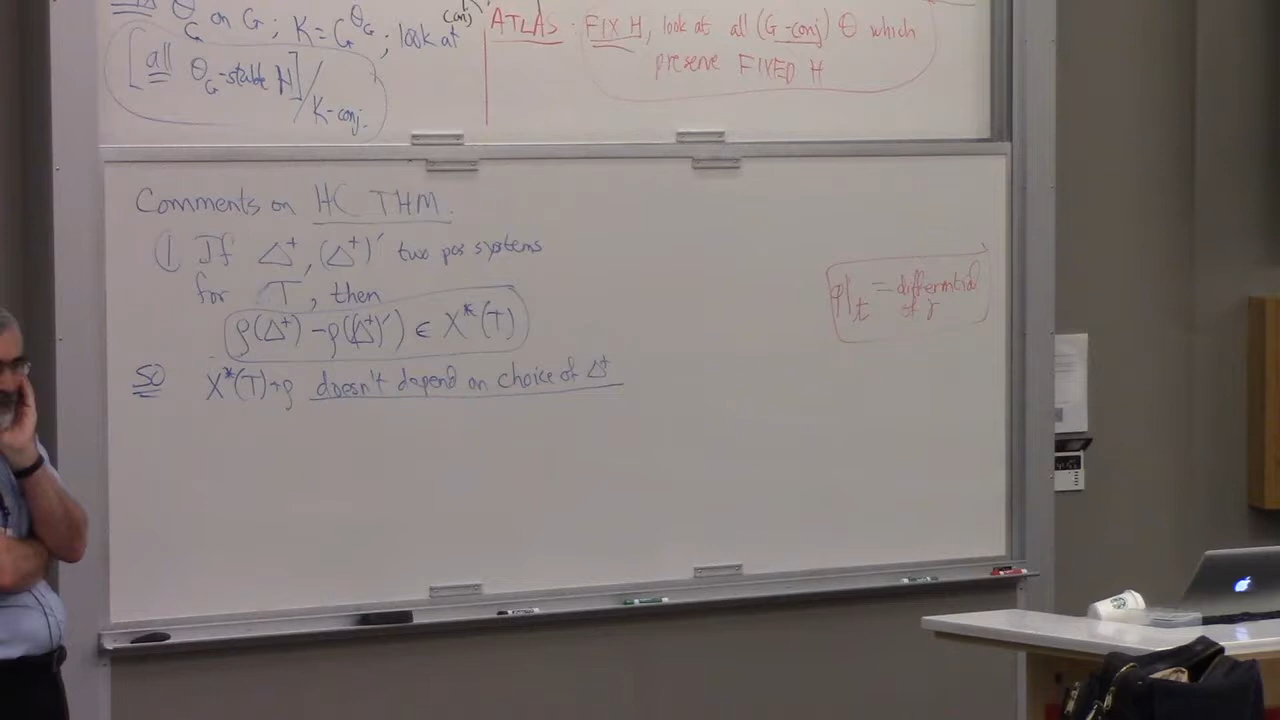 θ_G on G ; K = G^{θ_G} ; look at
[all θ_G-stable H] / K-conj.
ATLAS : FIX H, look at all (G-conj) θ which
preserve FIXED H
Comments on HC THM.
① If Δ⁺, (Δ⁺)′ two pos systems
for T, then
ρ(Δ⁺) - ρ((Δ⁺)′) ∈ X*(T)
SO X*(T)+ρ doesn't depend on choice of Δ⁺
φ|_t = differential
of γ